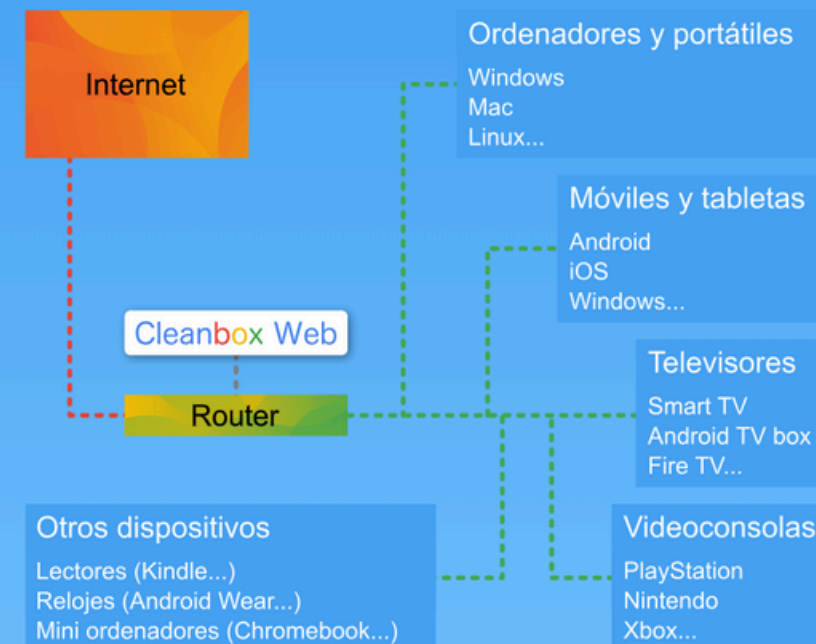 Internet
Ordenadores y portátiles
Windows
Mac
Linux...
Móviles y tabletas
Android
iOS
Windows...
Cleanbox Web
Router
Televisores
Smart TV
Android TV box
Fire TV...
Otros dispositivos
Lectores (Kindle...)
Relojes (Android Wear...)
Mini ordenadores (Chromebook...)
Videoconsolas
PlayStation
Nintendo
Xbox...